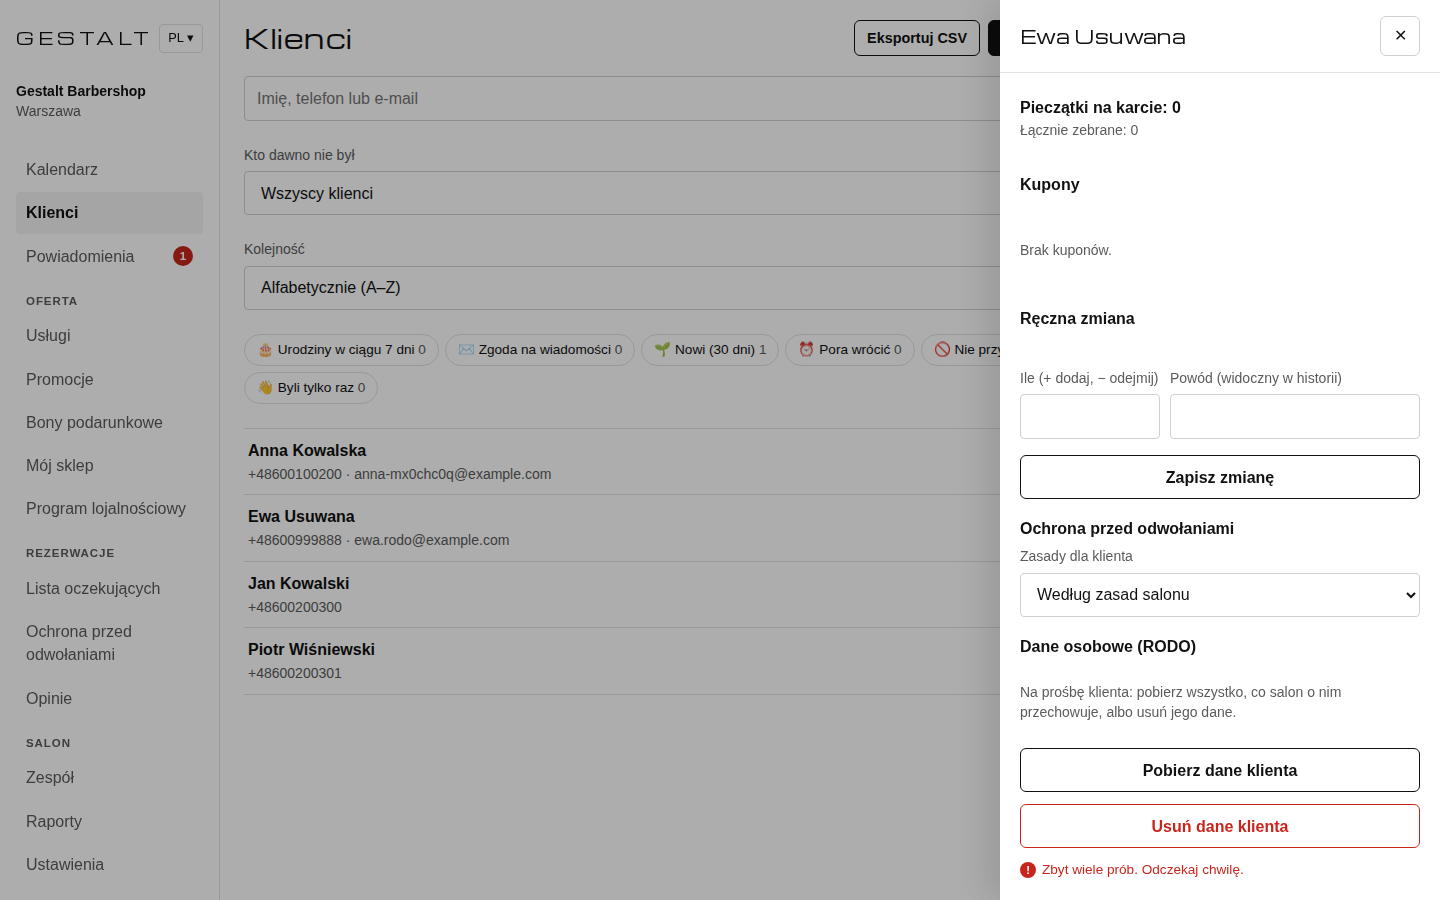 GESTALT
PL ▾
Gestalt Barbershop
Warszawa
Kalendarz
Klienci
Powiadomienia 1
OFERTA
Usługi
Promocje
Bony podarunkowe
Mój sklep
Program lojalnościowy
REZERWACJE
Lista oczekujących
Ochrona przed
odwołaniami
Opinie
SALON
Zespół
Raporty
Ustawienia
Klienci
Eksportuj CSV
Imię, telefon lub e-mail
Kto dawno nie był
Wszyscy klienci
Kolejność
Alfabetycznie (A–Z)
🎂 Urodziny w ciągu 7 dni 0
✉️ Zgoda na wiadomości 0
🌱 Nowi (30 dni) 1
⏰ Pora wrócić 0
🚫 Nie
👋 Byli tylko raz 0
Anna Kowalska
+48600100200 · anna-mx0chc0q@example.com
Ewa Usuwana
+48600999888 · ewa.rodo@example.com
Jan Kowalski
+48600200300
Piotr Wiśniewski
+48600200301
Ewa Usuwana
✕
Pieczątki na karcie: 0
Łącznie zebrane: 0
Kupony
Brak kuponów.
Ręczna zmiana
Ile (+ dodaj, − odejmij)
Powód (widoczny w historii)
Zapisz zmianę
Ochrona przed odwołaniami
Zasady dla klienta
Według zasad salonu
Dane osobowe (RODO)
Na prośbę klienta: pobierz wszystko, co salon o nim
przechowuje, albo usuń jego dane.
Pobierz dane klienta
Usuń dane klienta
! Zbyt wiele prób. Odczekaj chwilę.